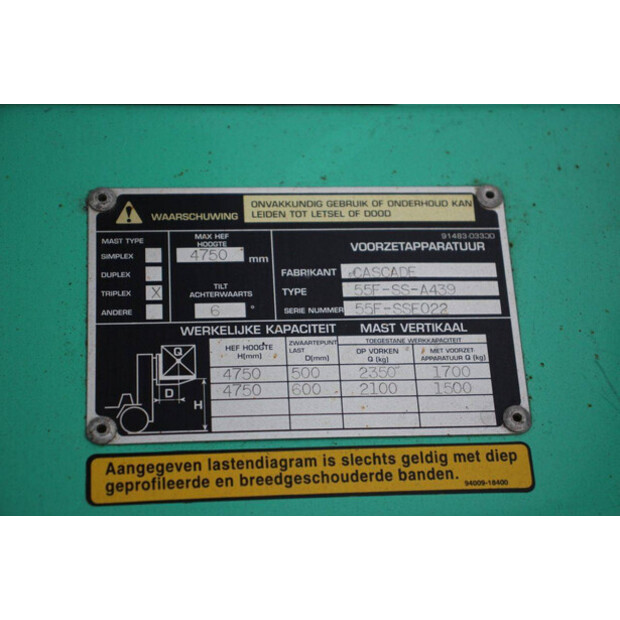 WAARSCHUWING
ONVAKKUNDIG GEBRUIK OF ONDERHOUD KAN
LEIDEN TOT LETSEL OF DOOD
91483-03300
MAST TYPE
SIMPLEX
DUPLEX
TRIPLEX X
ANDERE
MAX HEF
HOOGTE
4750 mm
TILT
ACHTERWAARTS
6 °
VOORZETAPPARATUUR
FABRIKANT CASCADE
TYPE 55F-SS-A439
SERIE NUMMER 55F-SSE022
WERKELIJKE KAPACITEIT MAST VERTIKAAL
HEF HOOGTE
H(mm)
ZWAARTEPUNT
LAST D(mm)
TOEGESTANE WERKKAPACITEIT
OP VORKEN
Q (kg)
MET VOORZET
APPARATUUR Q (kg)
4750 500 2350 1700
4750 600 2100 1500
Q
D
H
Aangegeven lastendiagram is slechts geldig met diep
geprofileerde en breedgeschouderde banden.
94009-18400